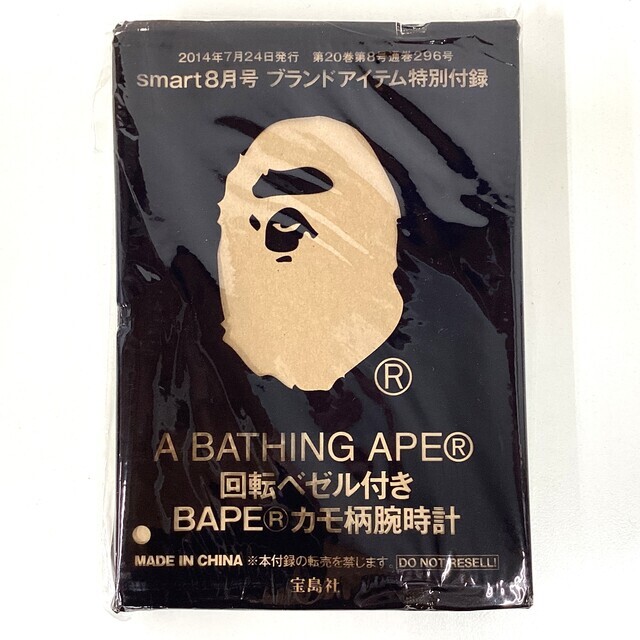 2014年7月24日発行　第20巻第8号通巻296号
smart8月号 ブランドアイテム特別付録
®
A BATHING APE®
回転ベゼル付き
BAPE®カモ柄腕時計
MADE IN CHINA ※本付録の転売を禁します。 DO NOT RESELL!
宝島社